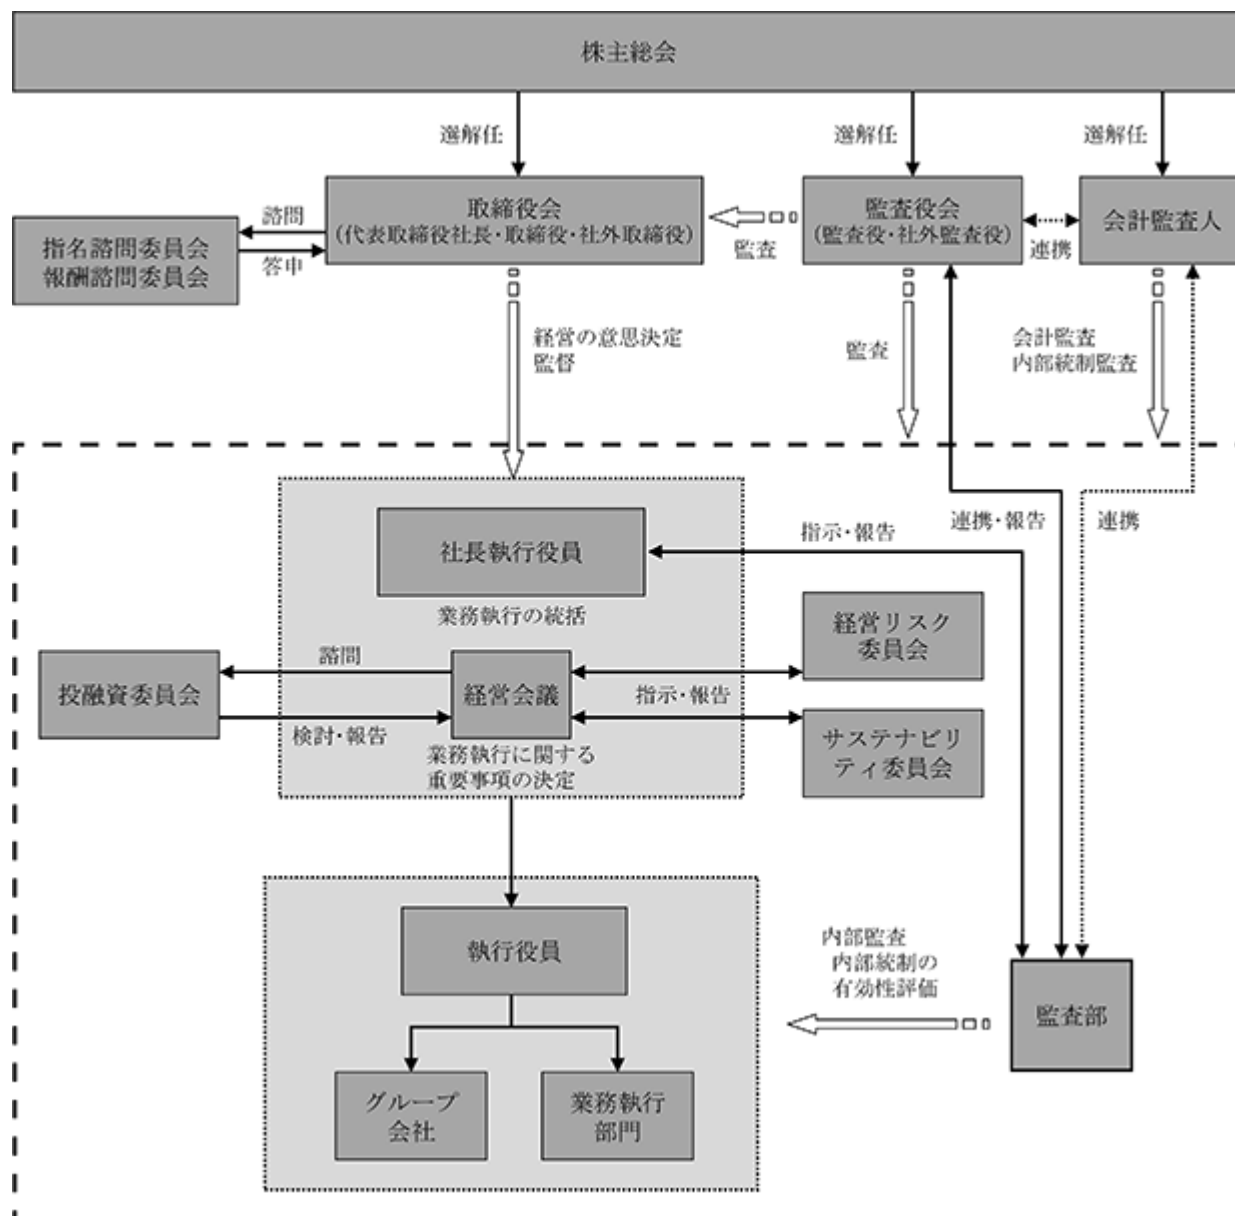 株主総会
選解任
選解任
選解任
取締役会
(代表取締役社長・取締役・社外取締役)
監査役会
(監査役・社外監査役)
会計監査人
諮問
答申
指名諮問委員会
報酬諮問委員会
監査
連携
経営の意思決定
監督
監査
会計監査
内部統制監査
社長執行役員
業務執行の統括
指示・報告
連携・報告
連携
投融資委員会
諮問
検討・報告
経営会議
業務執行に関する
重要事項の決定
指示・報告
経営リスク
委員会
サステナビリ
ティ委員会
執行役員
グループ
会社
業務執行
部門
内部監査
内部統制の
有効性評価
監査部